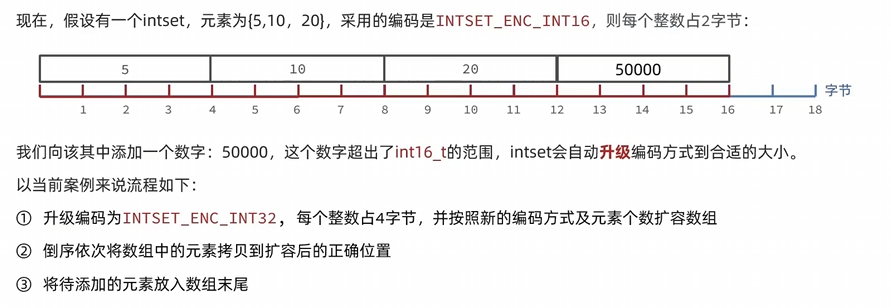 现在，假设有一个intset，元素为{5,10，20}，采用的编码是INTSET_ENC_INT16，则每个整数占2字节：
5 10 20 50000
字节
1 2 3 4 5 6 7 8 9 10 11 12 13 14 15 16 17 18
我们向该其中添加一个数字：50000，这个数字超出了int16_t的范围，intset会自动升级编码方式到合适的大小。
以当前案例来说流程如下：
① 升级编码为INTSET_ENC_INT32，每个整数占4字节，并按照新的编码方式及元素个数扩容数组
② 倒序依次将数组中的元素拷贝到扩容后的正确位置
③ 将待添加的元素放入数组末尾